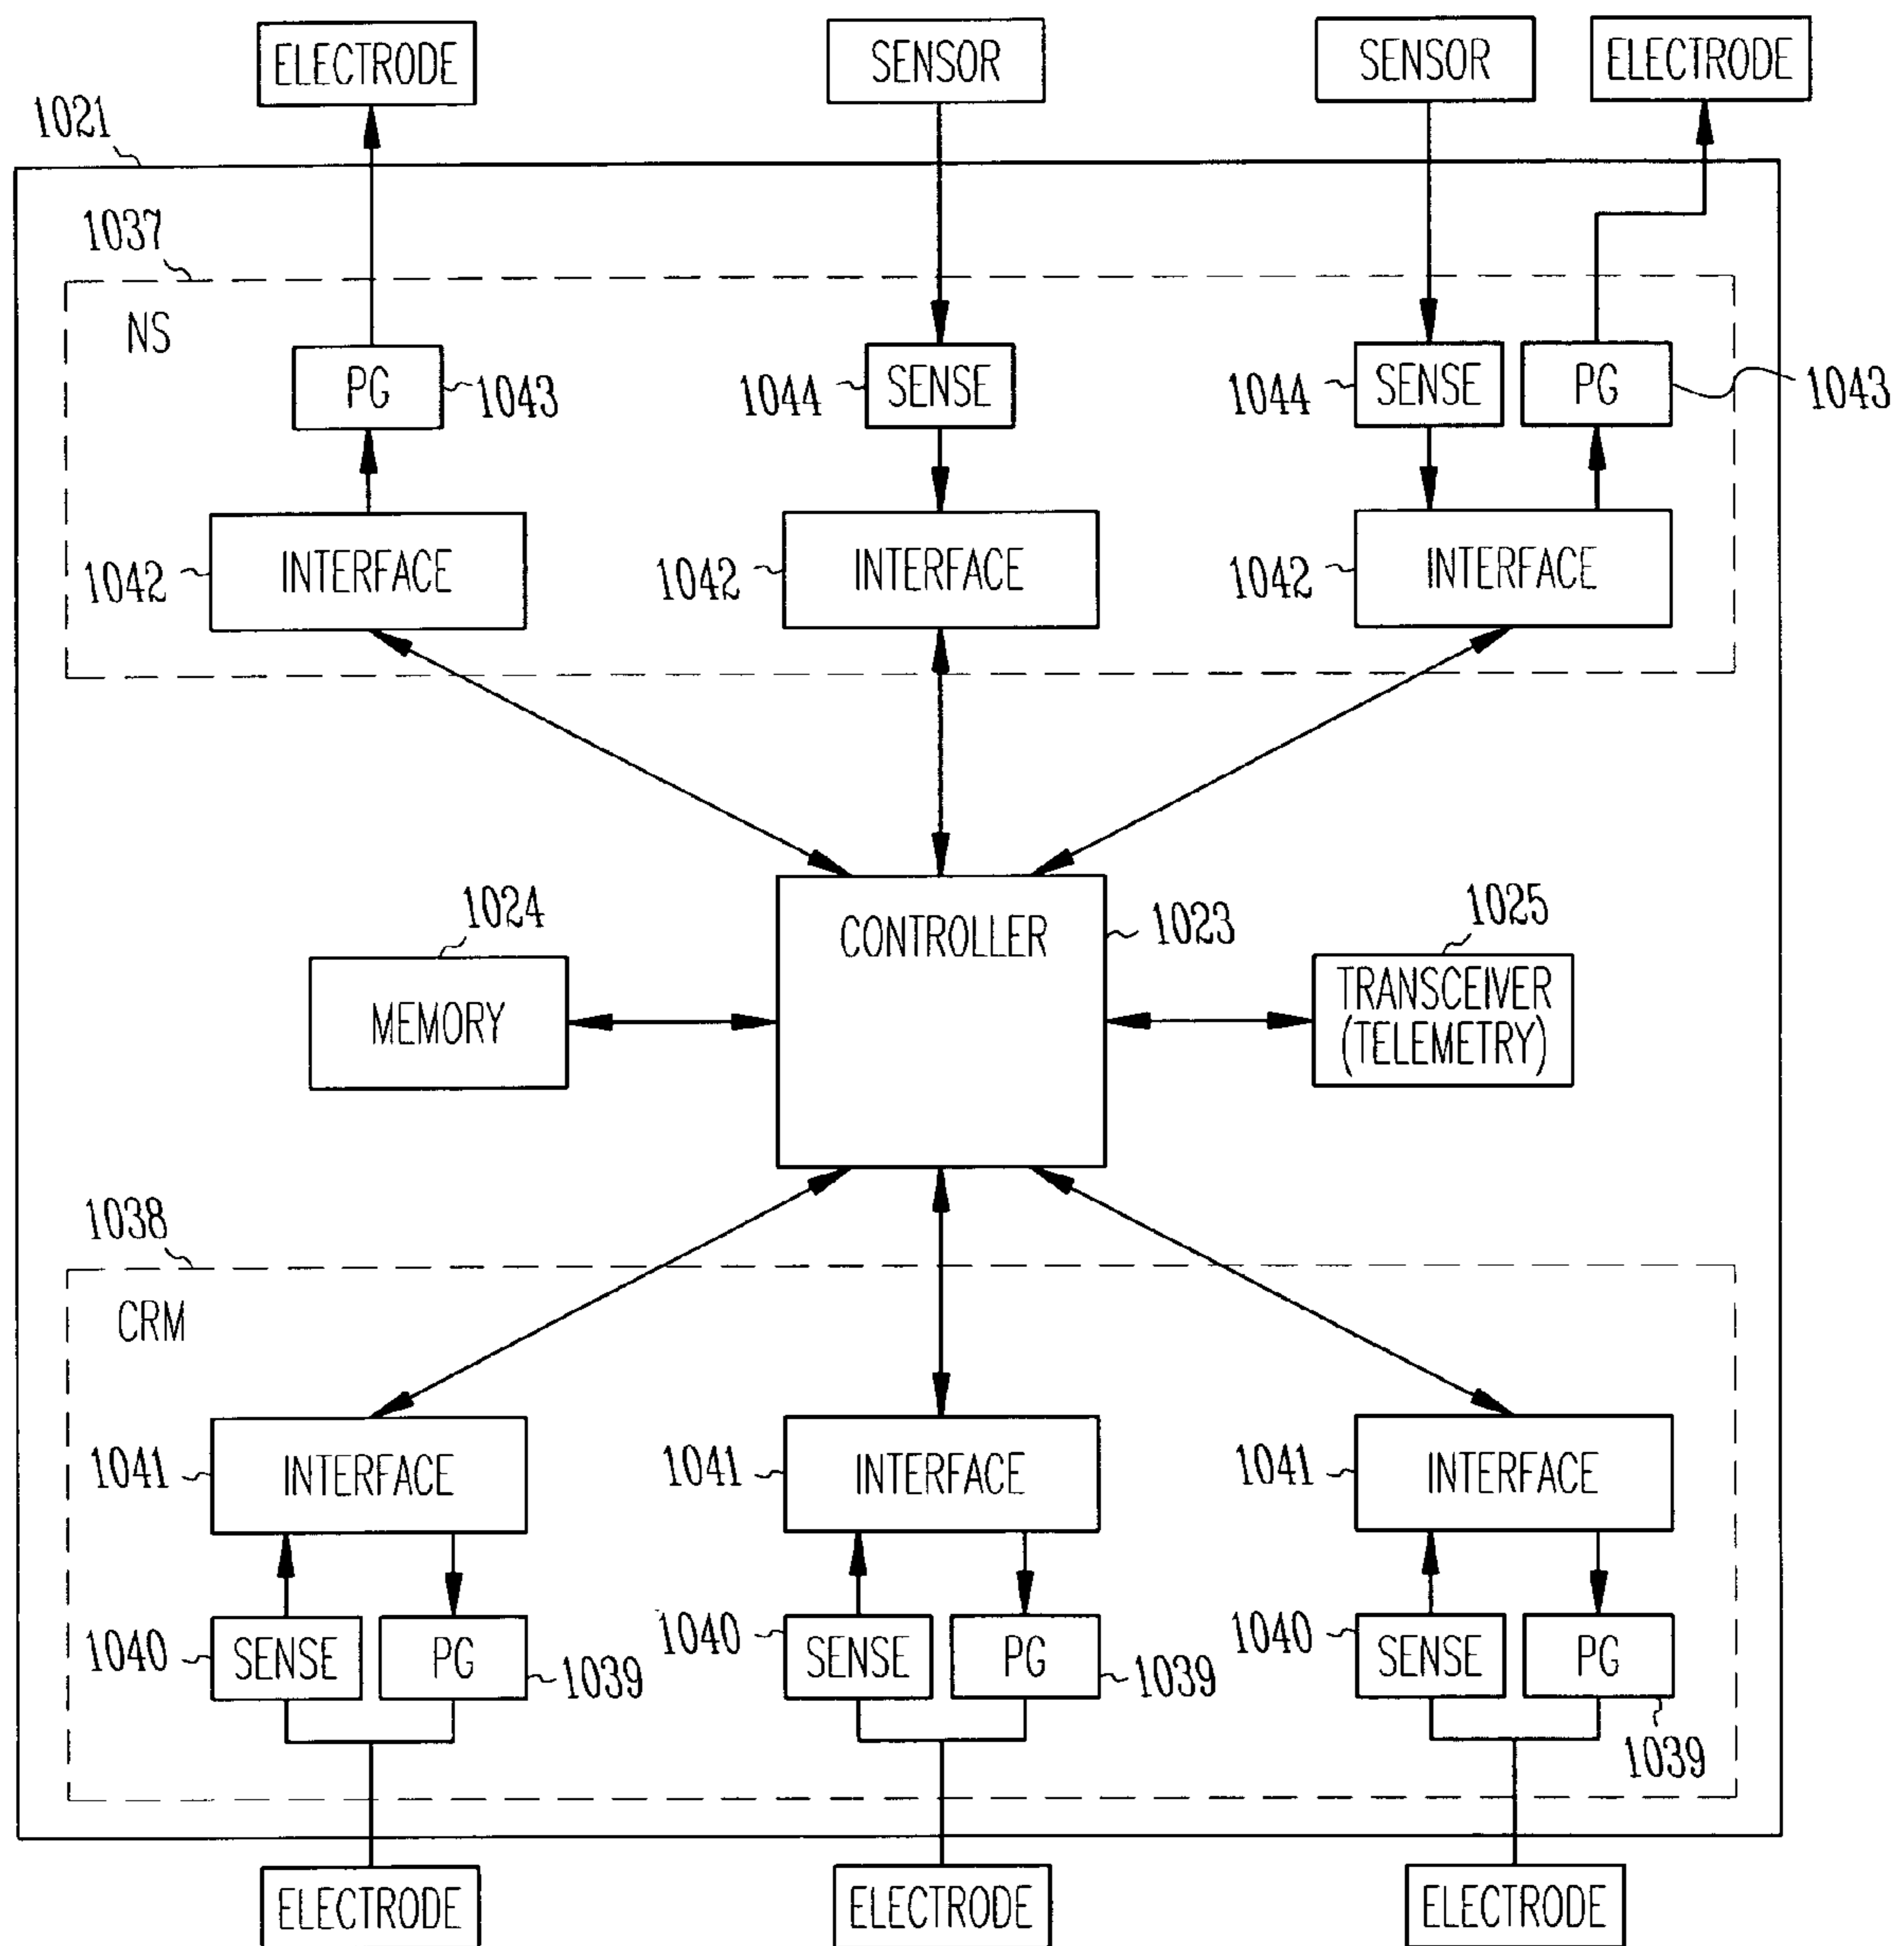 ELECTRODE
SENSOR
SENSOR
ELECTRODE
1021
1037
NS
PG
1043
1044
SENSE
1044
SENSE
PG
1043
1042
INTERFACE
1042
INTERFACE
1042
INTERFACE
1024
MEMORY
CONTROLLER
1023
1025
TRANSCEIVER
(TELEMETRY)
1038
CRM
1041
INTERFACE
1041
INTERFACE
1041
INTERFACE
1040
SENSE
PG
1039
1040
SENSE
PG
1039
1040
SENSE
PG
1039
ELECTRODE
ELECTRODE
ELECTRODE